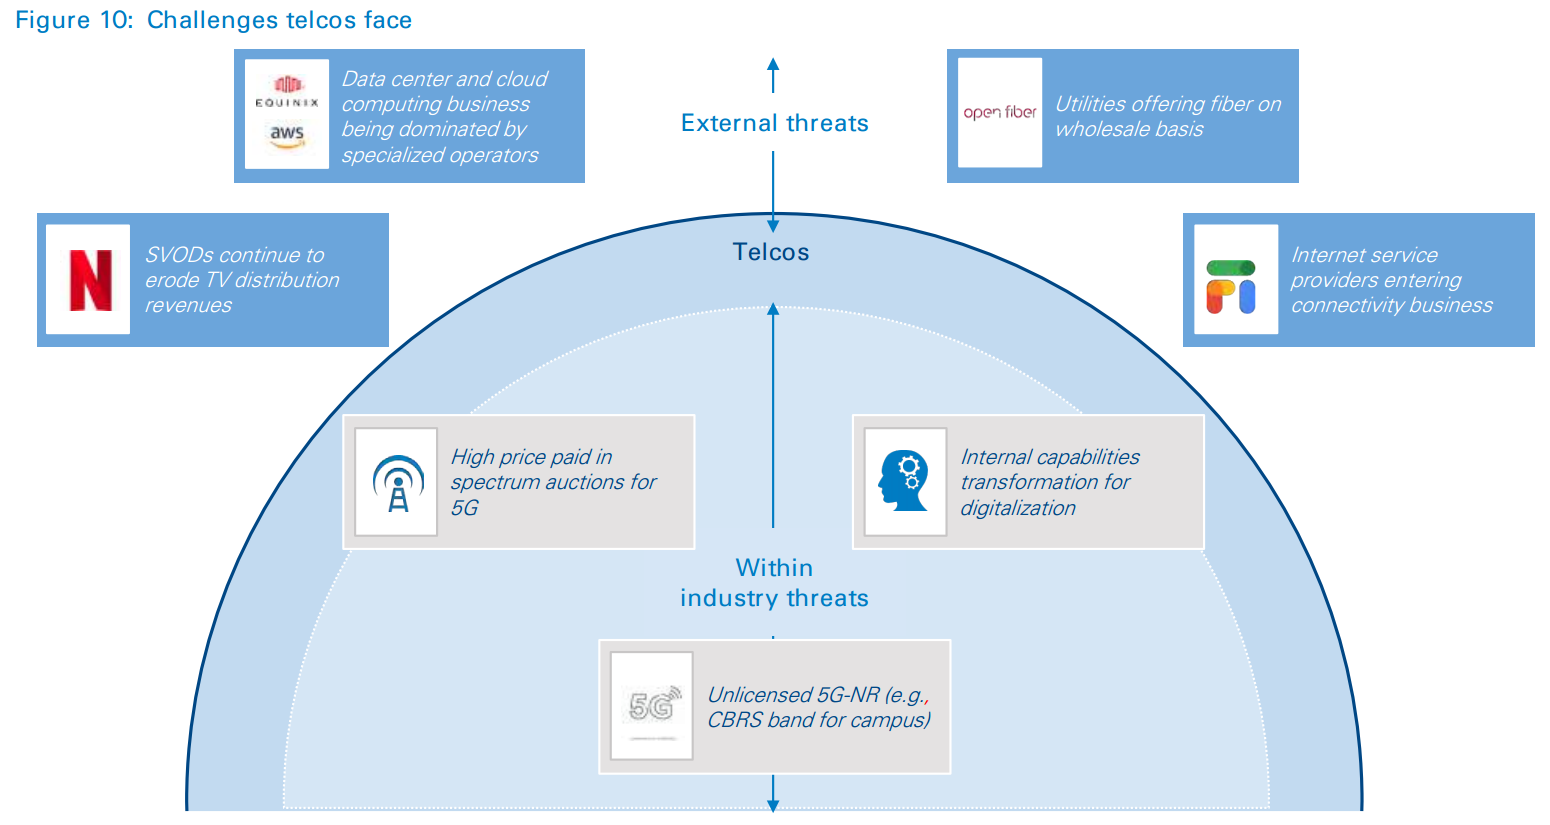 Figure 10: Challenges telcos face
EQUINIX
aws
Data center and cloud
computing business
being dominated by
specialized operators
External threats
open fiber
Utilities offering fiber on
wholesale basis
N
SVODs continue to
erode TV distribution
revenues
Telcos
Fi
Internet service
providers entering
connectivity business
High price paid in
spectrum auctions for
5G
Internal capabilities
transformation for
digitalization
Within
industry threats
5G
Unlicensed 5G-NR (e.g.,
CBRS band for campus)